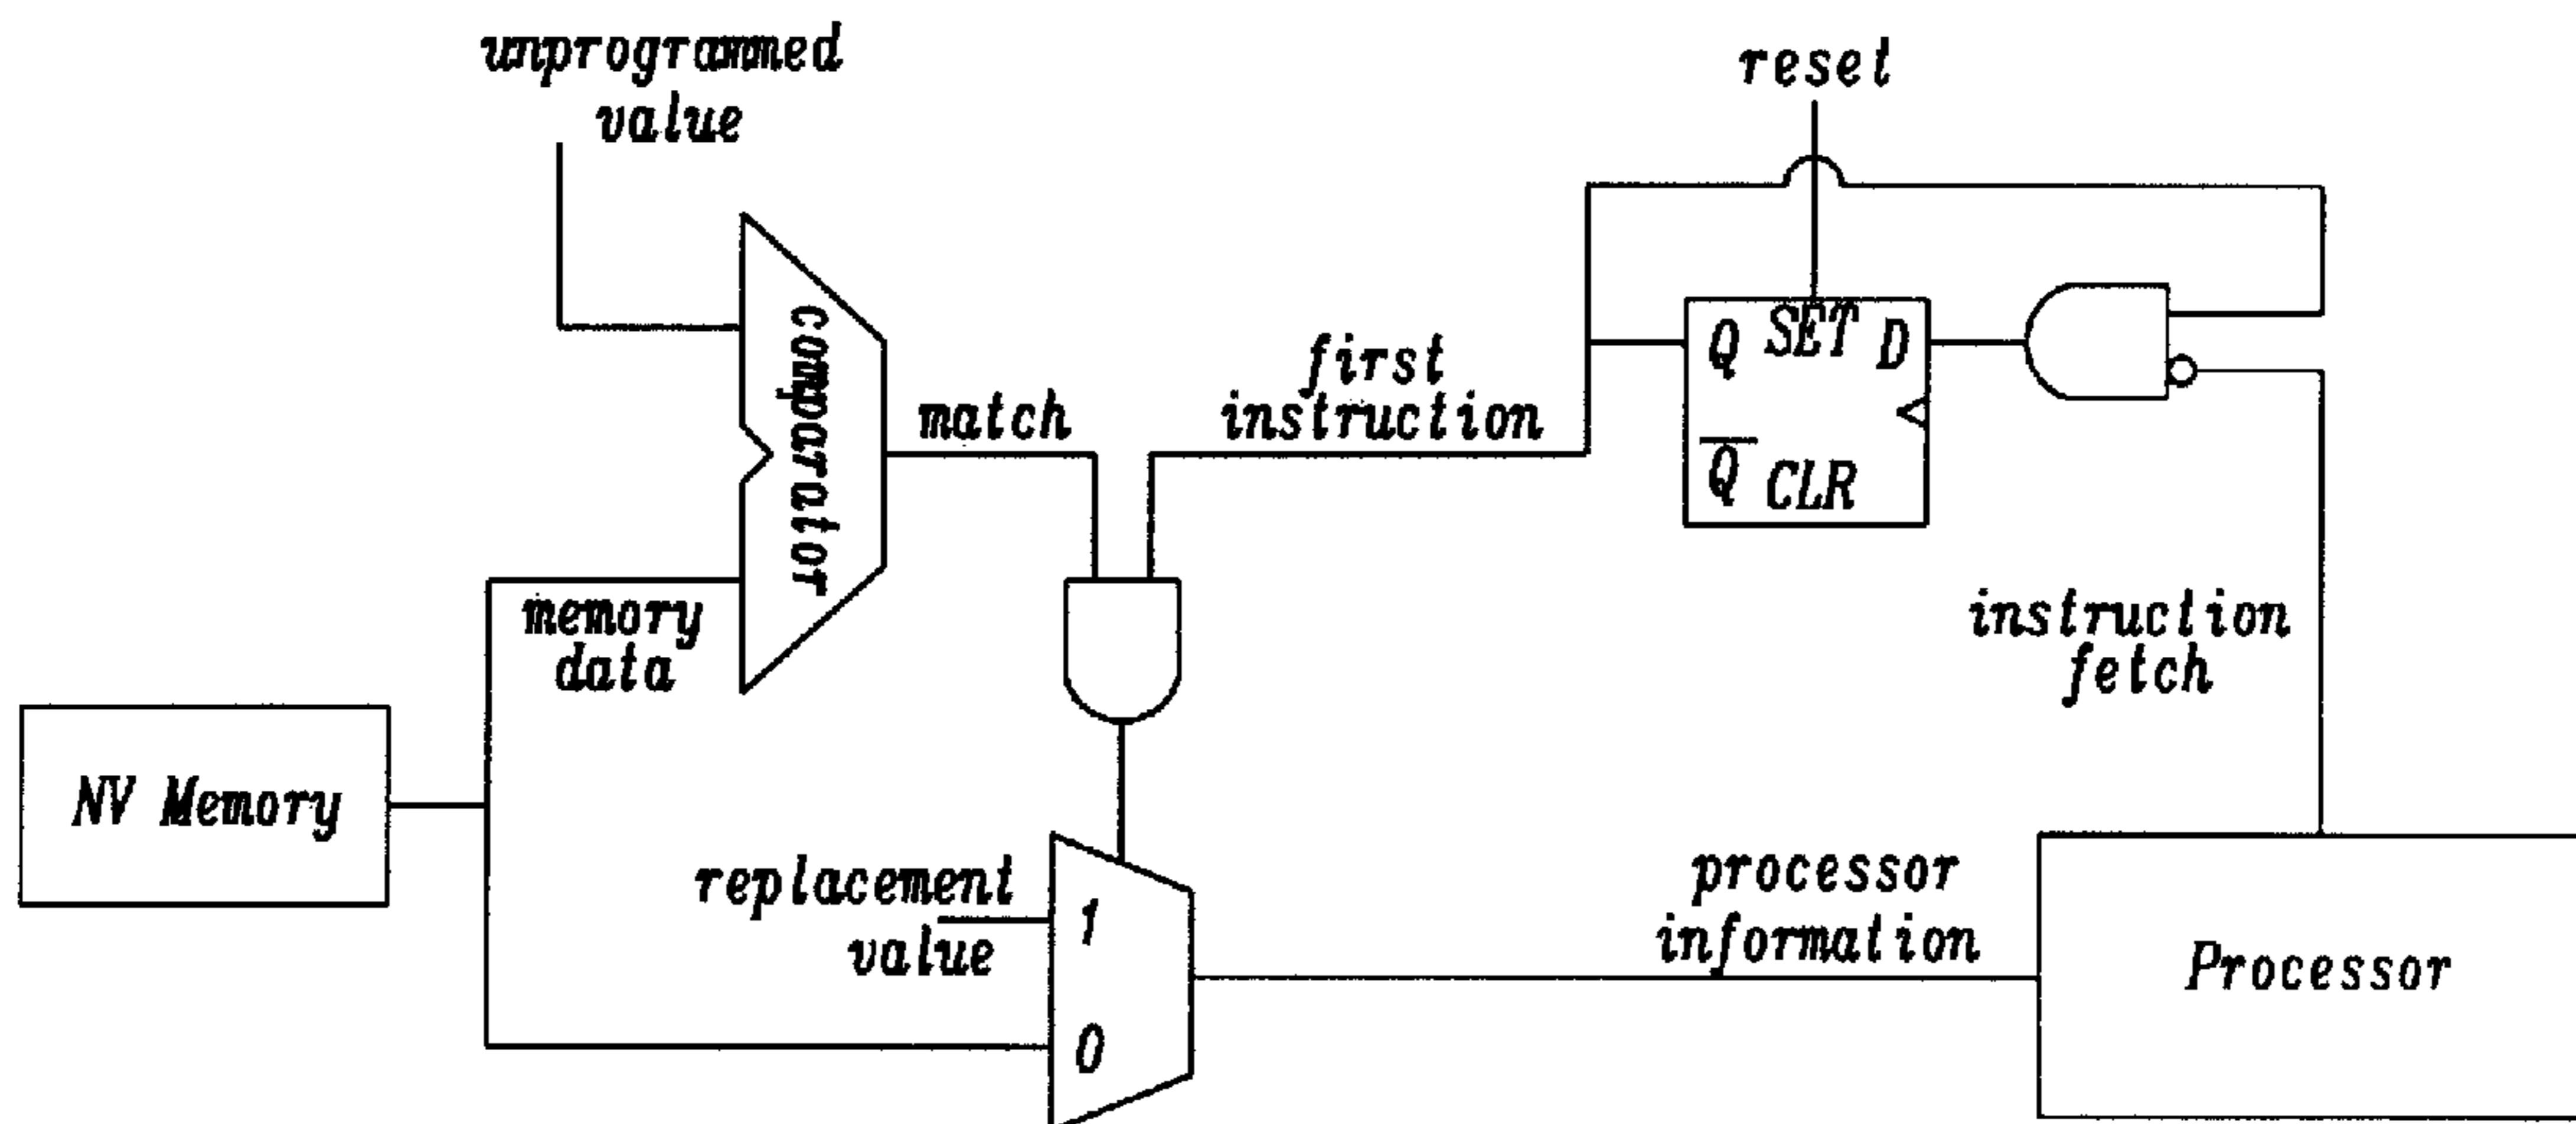 unprogrammed
value
reset
comparator
Q SET D
Q̅ CLR
first
instruction
match
memory
data
instruction
fetch
NV Memory
replacement
value
1
0
processor
information
Processor